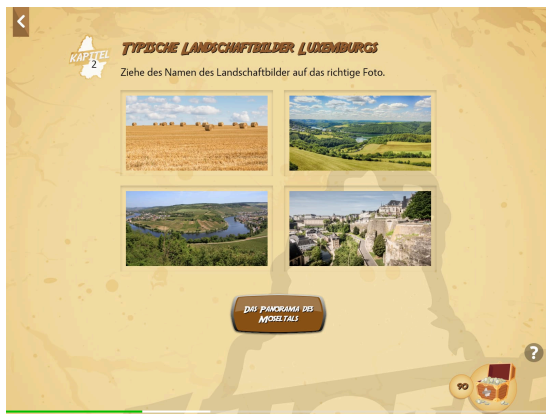 Typische Landschaftbilder Luxemburgs
KAPITEL
2
Ziehe des Namen des Landschaftbilder auf das richtige Foto.
Das Panorama des
Moseltals
?
90